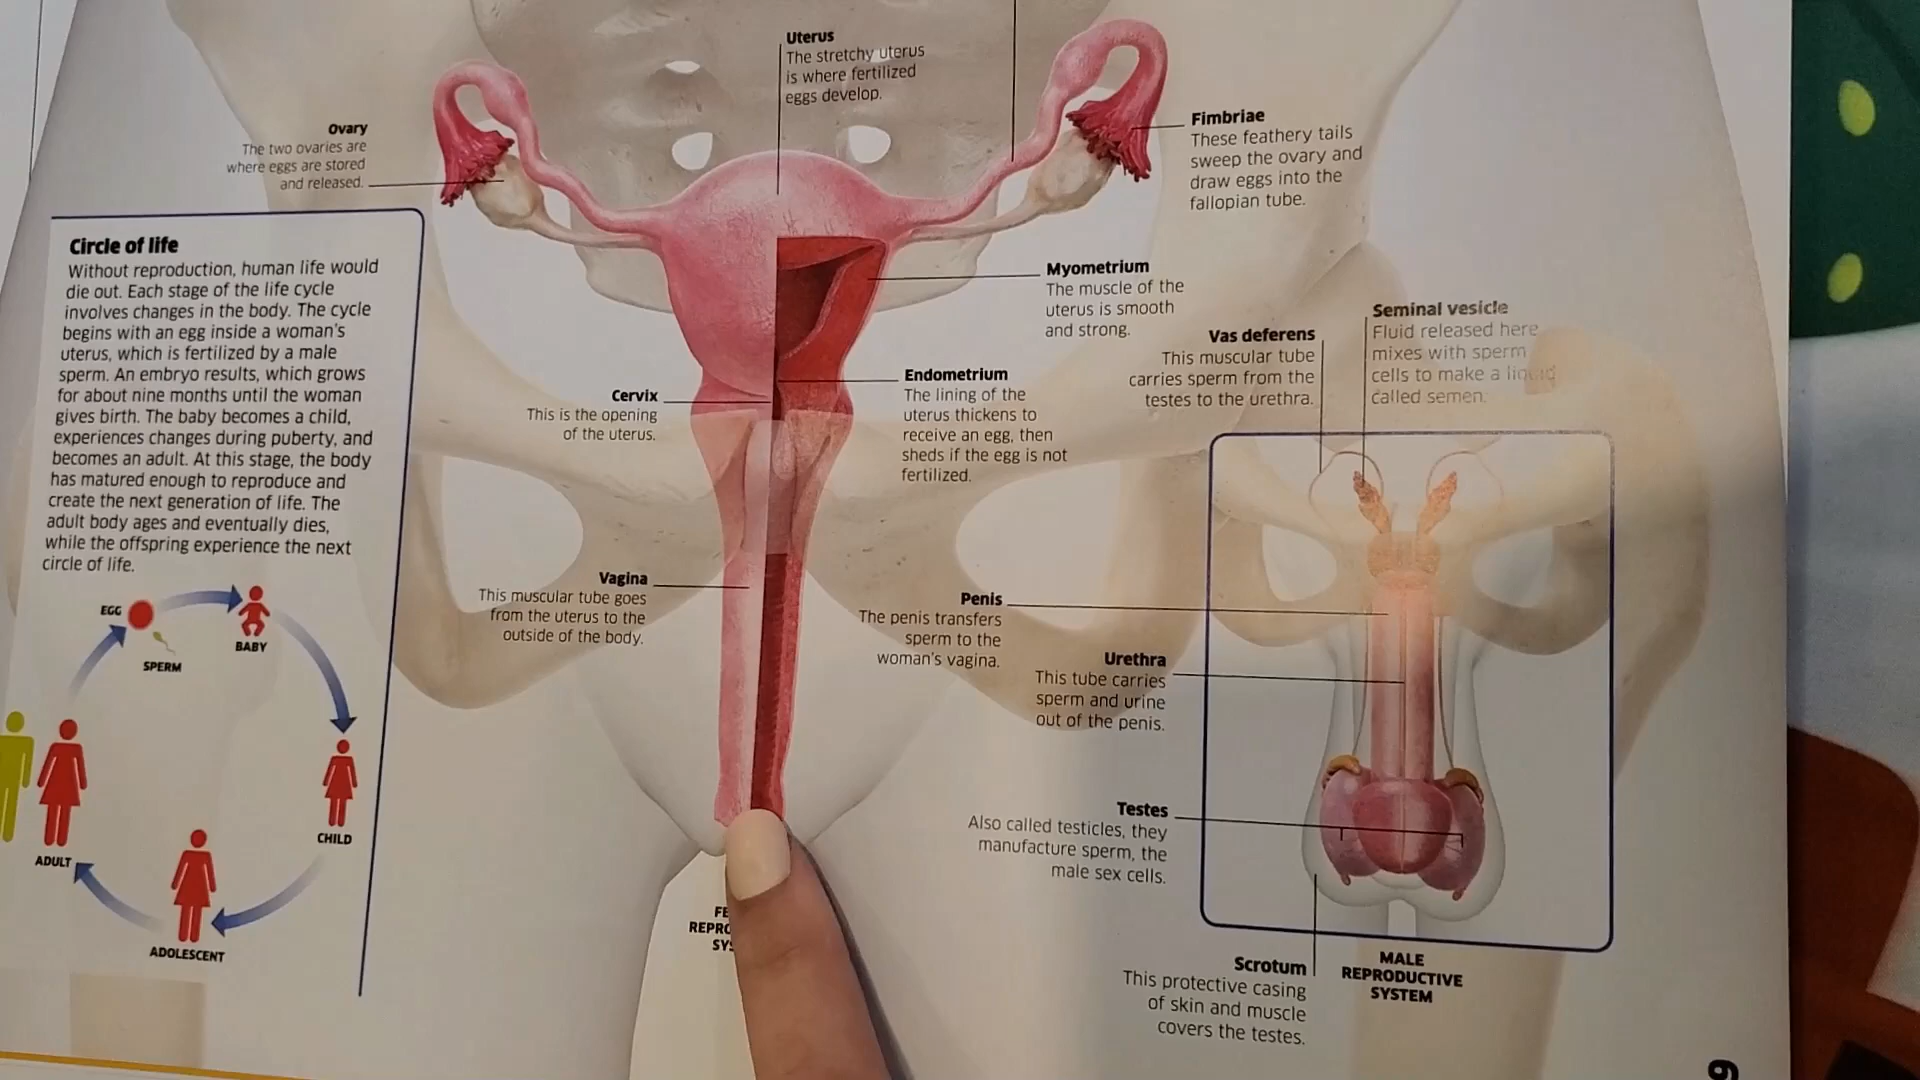 Uterus
The stretchy uterus
is where fertilized
eggs develop.
Ovary
The two ovaries are
where eggs are stored
and released.
Fimbriae
These feathery tails
sweep the ovary and
draw eggs into the
fallopian tube.
Circle of life
Without reproduction, human life would
die out. Each stage of the life cycle
involves changes in the body. The cycle
begins with an egg inside a woman's
uterus, which is fertilized by a male
sperm. An embryo results, which grows
for about nine months until the woman
gives birth. The baby becomes a child,
experiences changes during puberty, and
becomes an adult. At this stage, the body
has matured enough to reproduce and
create the next generation of life. The
adult body ages and eventually dies,
while the offspring experience the next
circle of life.
EGG
SPERM
BABY
CHILD
ADOLESCENT
ADULT
Myometrium
The muscle of the
uterus is smooth
and strong.
Endometrium
The lining of the
uterus thickens to
receive an egg, then
sheds if the egg is not
fertilized.
Cervix
This is the opening
of the uterus.
Vagina
This muscular tube goes
from the uterus to the
outside of the body.
Vas deferens
This muscular tube
carries sperm from the
testes to the urethra.
Seminal vesicle
Fluid released here
mixes with sperm
cells to make a liquid
called semen.
Penis
The penis transfers
sperm to the
woman's vagina.
Urethra
This tube carries
sperm and urine
out of the penis.
Testes
Also called testicles, they
manufacture sperm, the
male sex cells.
Scrotum
This protective casing
of skin and muscle
covers the testes.
MALE
REPRODUCTIVE
SYSTEM